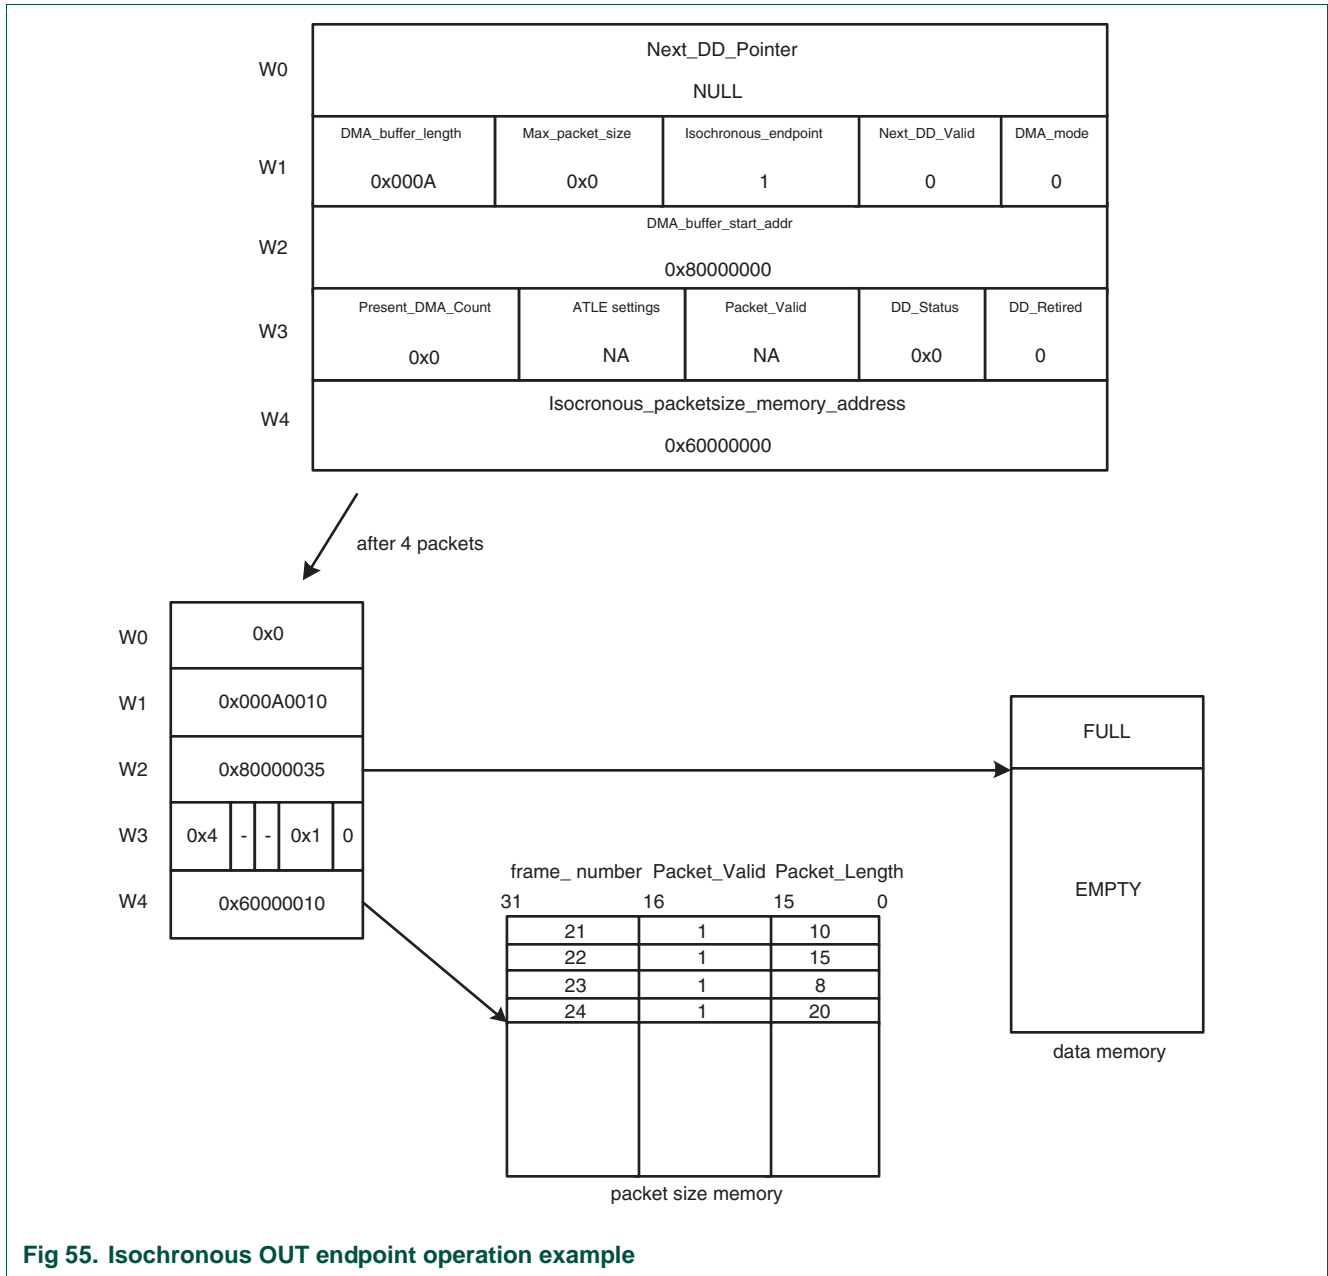 Next_DD_Pointer
W0
NULL
DMA_buffer_length Max_packet_size Isochronous_endpoint Next_DD_Valid DMA_mode
W1
0x000A 0x0 1 0 0
DMA_buffer_start_addr
W2
0x80000000
Present_DMA_Count ATLE settings Packet_Valid DD_Status DD_Retired
W3
0x0 NA NA 0x0 0
Isocronous_packetsize_memory_address
W4
0x60000000
after 4 packets
W0 0x0
W1 0x000A0010
W2 0x80000035
W3 0x4 - - 0x1 0
W4 0x60000010
FULL
EMPTY
data memory
frame_ number Packet_Valid Packet_Length
31 16 15 0
21 1 10
22 1 15
23 1 8
24 1 20
packet size memory
Fig 55. Isochronous OUT endpoint operation example